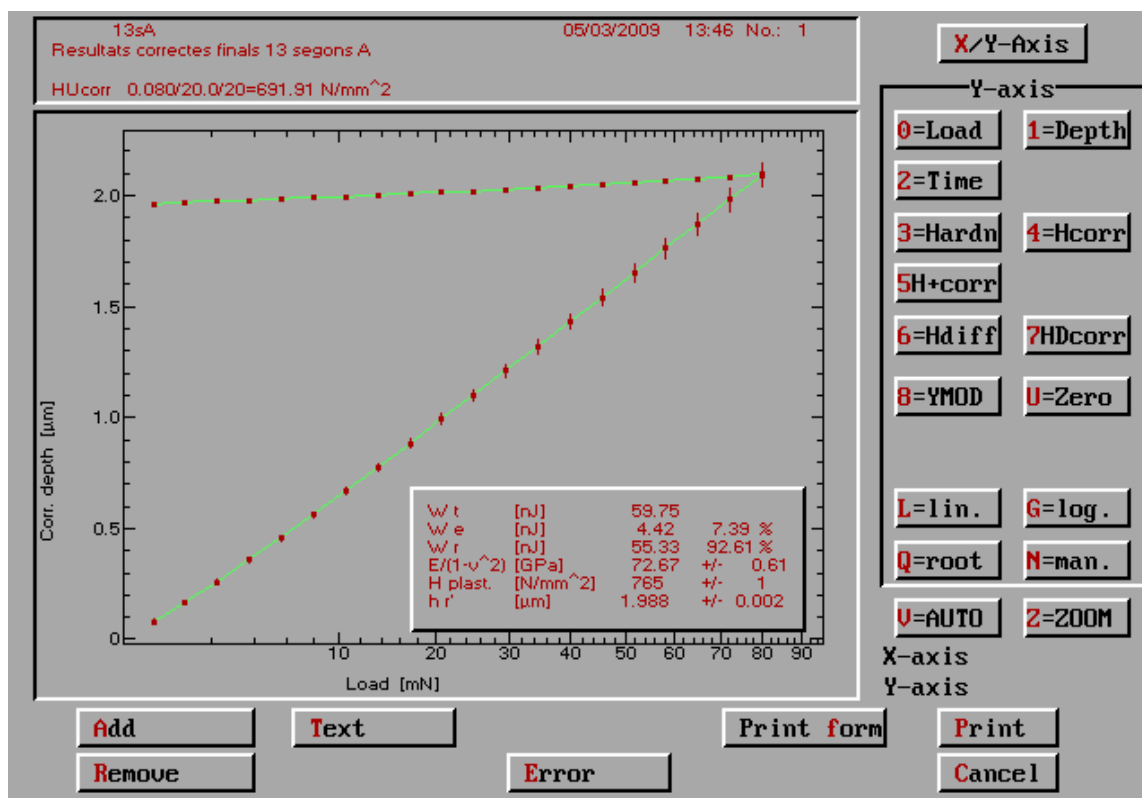 13sA 05/03/2009 13:46 No.: 1
Resultats correctes finals 13 segons A
HUcorr 0.080/20.0/20=691.91 N/mm^2
X/Y-Axis
Y-axis
0=Load 1=Depth
2=Time
3=Hardn 4=Hcorr
5H+corr
6=Hdiff 7HDcorr
8=YMOD U=Zero
L=lin. G=log.
Q=root N=man.
V=AUTO Z=ZOOM
X-axis
Y-axis
Corr. depth [µm]
2.0
1.5
1.0
0.5
0
W t [nJ] 59.75
W e [nJ] 4.42 7.39 %
W r [nJ] 55.33 92.61 %
E/(1-v^2) [GPa] 72.67 +/- 0.61
H plast. [N/mm^2] 765 +/- 1
h r' [µm] 1.988 +/- 0.002
10 20 30 40 50 60 70 80 90
Load [mN]
Add Text Print form Print
Remove Error Cancel